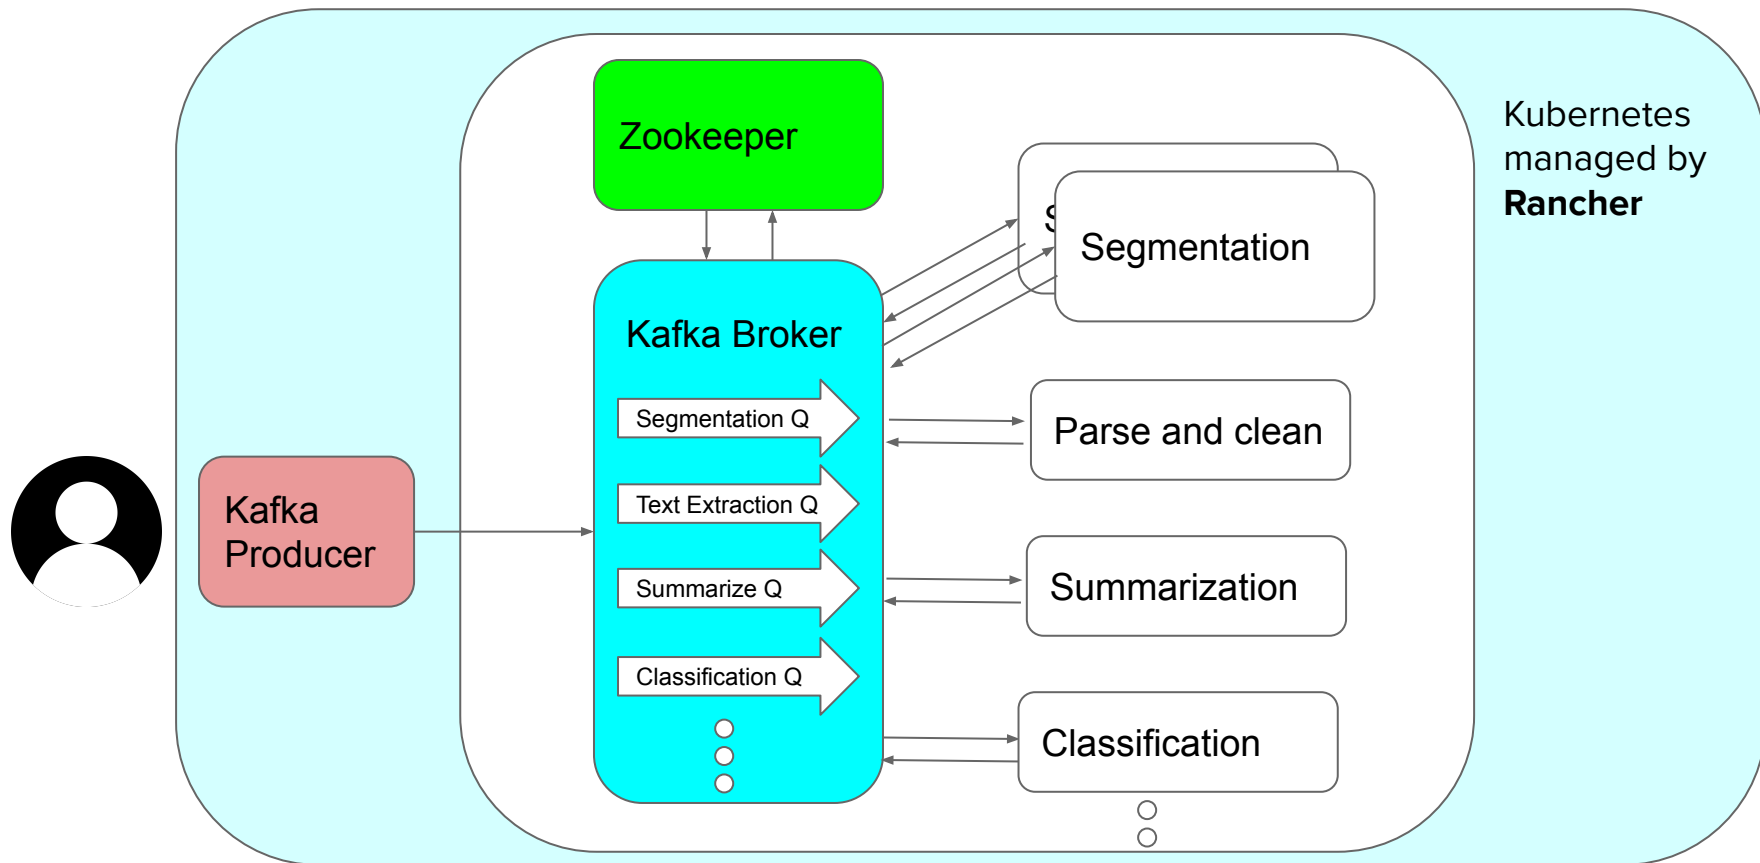 Zookeeper
Kubernetes
managed by
Rancher
S
Segmentation
Kafka Broker
Segmentation Q
Parse and clean
Kafka
Producer
Text Extraction Q
Summarize Q
Summarization
Classification Q
Classification